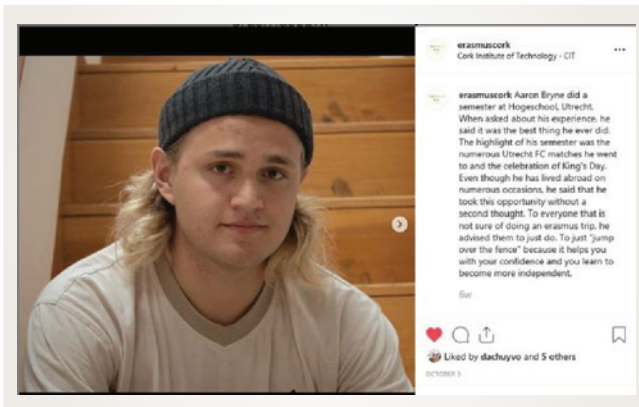 erasmuscork
Cork Institute of Technology - CIT
erasmuscork Aaron Bryne did a
semester at Hogeschool, Utrecht.
When asked about his experience, he
said it was the best thing he ever did.
The highlight of his semester was the
numerous Utrecht FC matches he went
to and the celebration of King's Day.
Even though he has lived abroad on
numerous occasions, he said that he
took this opportunity without a
second thought. To everyone that is
not sure of doing an erasmus trip, he
advised them to just do. To just "jump
over the fence" because it helps you
with your confidence and you learn to
become more independent.
6w
Liked by dachuyvo and 5 others
OCTOBER 3